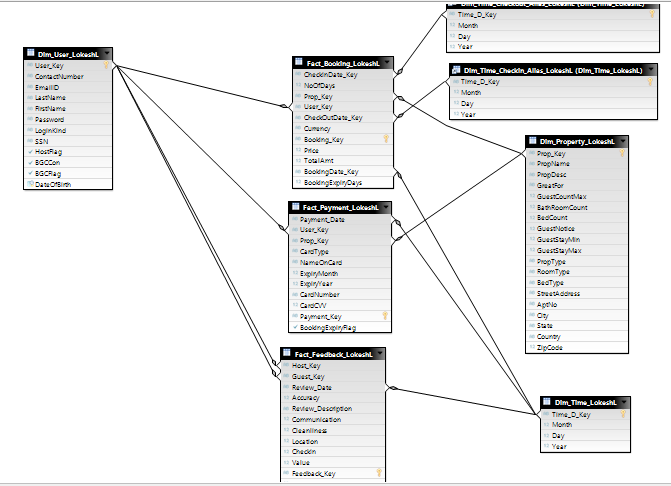 Dim_Time_CheckOut_Alies_LokeshL (Dim_Time_LokeshL)
Time_D_Key
Month
Day
Year
Dim_User_LokeshL
User_Key
ContactNumber
EmailID
LastName
FirstName
Password
LoginKind
SSN
HostFlag
BGCCon
BGCFlag
DateOfBirth
Fact_Booking_LokeshL
CheckInDate_Key
NoOfDays
Prop_Key
User_Key
CheckOutDate_Key
Currency
Booking_Key
Price
TotalAmt
BookingDate_Key
BookingExpiryDays
Dim_Time_CheckIn_Alies_LokeshL (Dim_Time_LokeshL)
Time_D_Key
Month
Day
Year
Dim_Property_LokeshL
Prop_Key
PropName
PropDesc
GreatFor
GuestCountMax
BathRoomCount
BedCount
GuestNotice
GuestStayMin
GuestStayMax
PropType
RoomType
BedType
StreetAddress
AptNo
City
State
Country
ZipCode
Fact_Payment_LokeshL
Payment_Date
User_Key
Prop_Key
CardType
NameOnCard
ExpiryMonth
ExpiryYear
CardNumber
CardCVV
Payment_Key
BookingExpiryFlag
Fact_Feedback_LokeshL
Host_Key
Guest_Key
Review_Date
Accuracy
Review_Description
Communication
Cleanliness
Location
CheckIn
Value
Feedback_Key
Dim_Time_LokeshL
Time_D_Key
Month
Day
Year